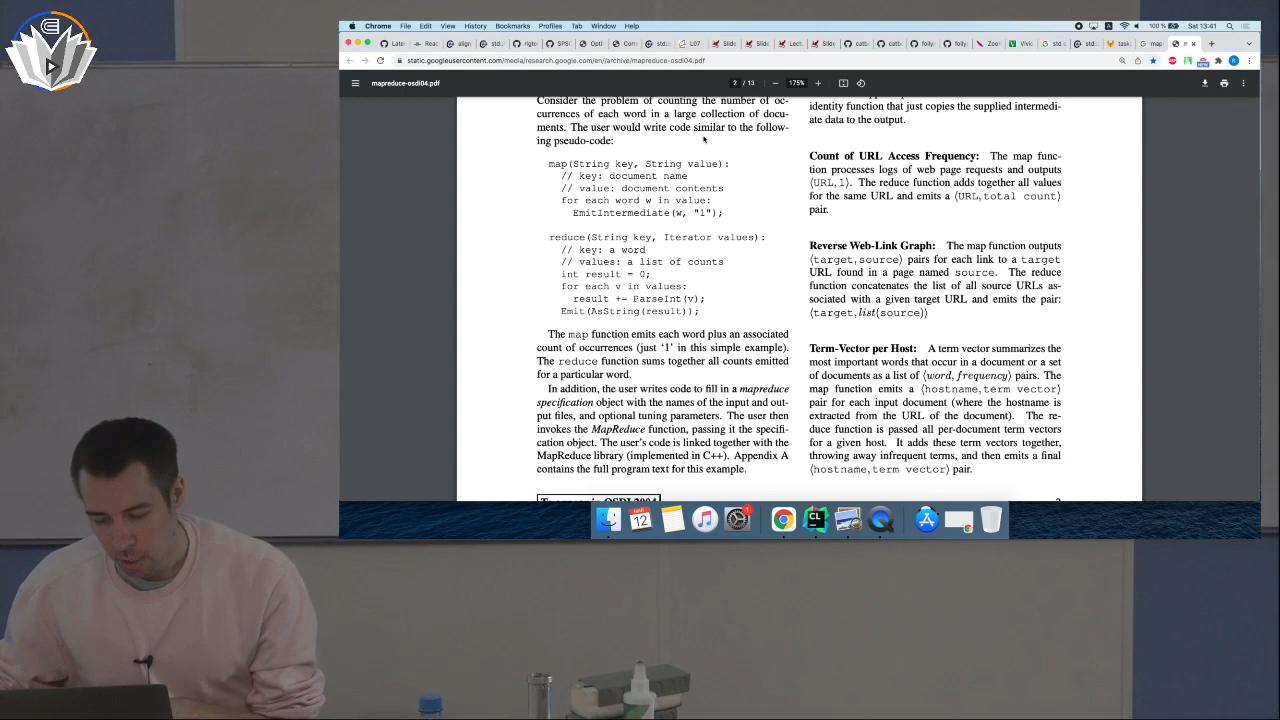 Chrome File Edit View History Bookmarks Profiles Tab Window Help
100 % Sat 13:41
static.googleusercontent.com/media/research.google.com/en//archive/mapreduce-osdi04.pdf
mapreduce-osdi04.pdf
2 / 13
175%
Consider the problem of counting the number of oc-
currences of each word in a large collection of docu-
ments. The user would write code similar to the follow-
ing pseudo-code:
map(String key, String value):
// key: document name
// value: document contents
for each word w in value:
EmitIntermediate(w, "1");
reduce(String key, Iterator values):
// key: a word
// values: a list of counts
int result = 0;
for each v in values:
result += ParseInt(v);
Emit(AsString(result));
The map function emits each word plus an associated
count of occurrences (just ‘1’ in this simple example).
The reduce function sums together all counts emitted
for a particular word.
In addition, the user writes code to fill in a mapreduce
specification object with the names of the input and out-
put files, and optional tuning parameters. The user then
invokes the MapReduce function, passing it the specifi-
cation object. The user's code is linked together with the
MapReduce library (implemented in C++). Appendix A
contains the full program text for this example.
identity function that just copies the supplied intermedi-
ate data to the output.
Count of URL Access Frequency: The map func-
tion processes logs of web page requests and outputs
⟨URL, 1⟩. The reduce function adds together all values
for the same URL and emits a ⟨URL, total count⟩
pair.
Reverse Web-Link Graph: The map function outputs
⟨target, source⟩ pairs for each link to a target
URL found in a page named source. The reduce
function concatenates the list of all source URLs as-
sociated with a given target URL and emits the pair:
⟨target, list(source)⟩
Term-Vector per Host: A term vector summarizes the
most important words that occur in a document or a set
of documents as a list of ⟨word, frequency⟩ pairs. The
map function emits a ⟨hostname, term vector⟩
pair for each input document (where the hostname is
extracted from the URL of the document). The re-
duce function is passed all per-document term vectors
for a given host. It adds these term vectors together,
throwing away infrequent terms, and then emits a final
⟨hostname, term vector⟩ pair.
12
1
CL